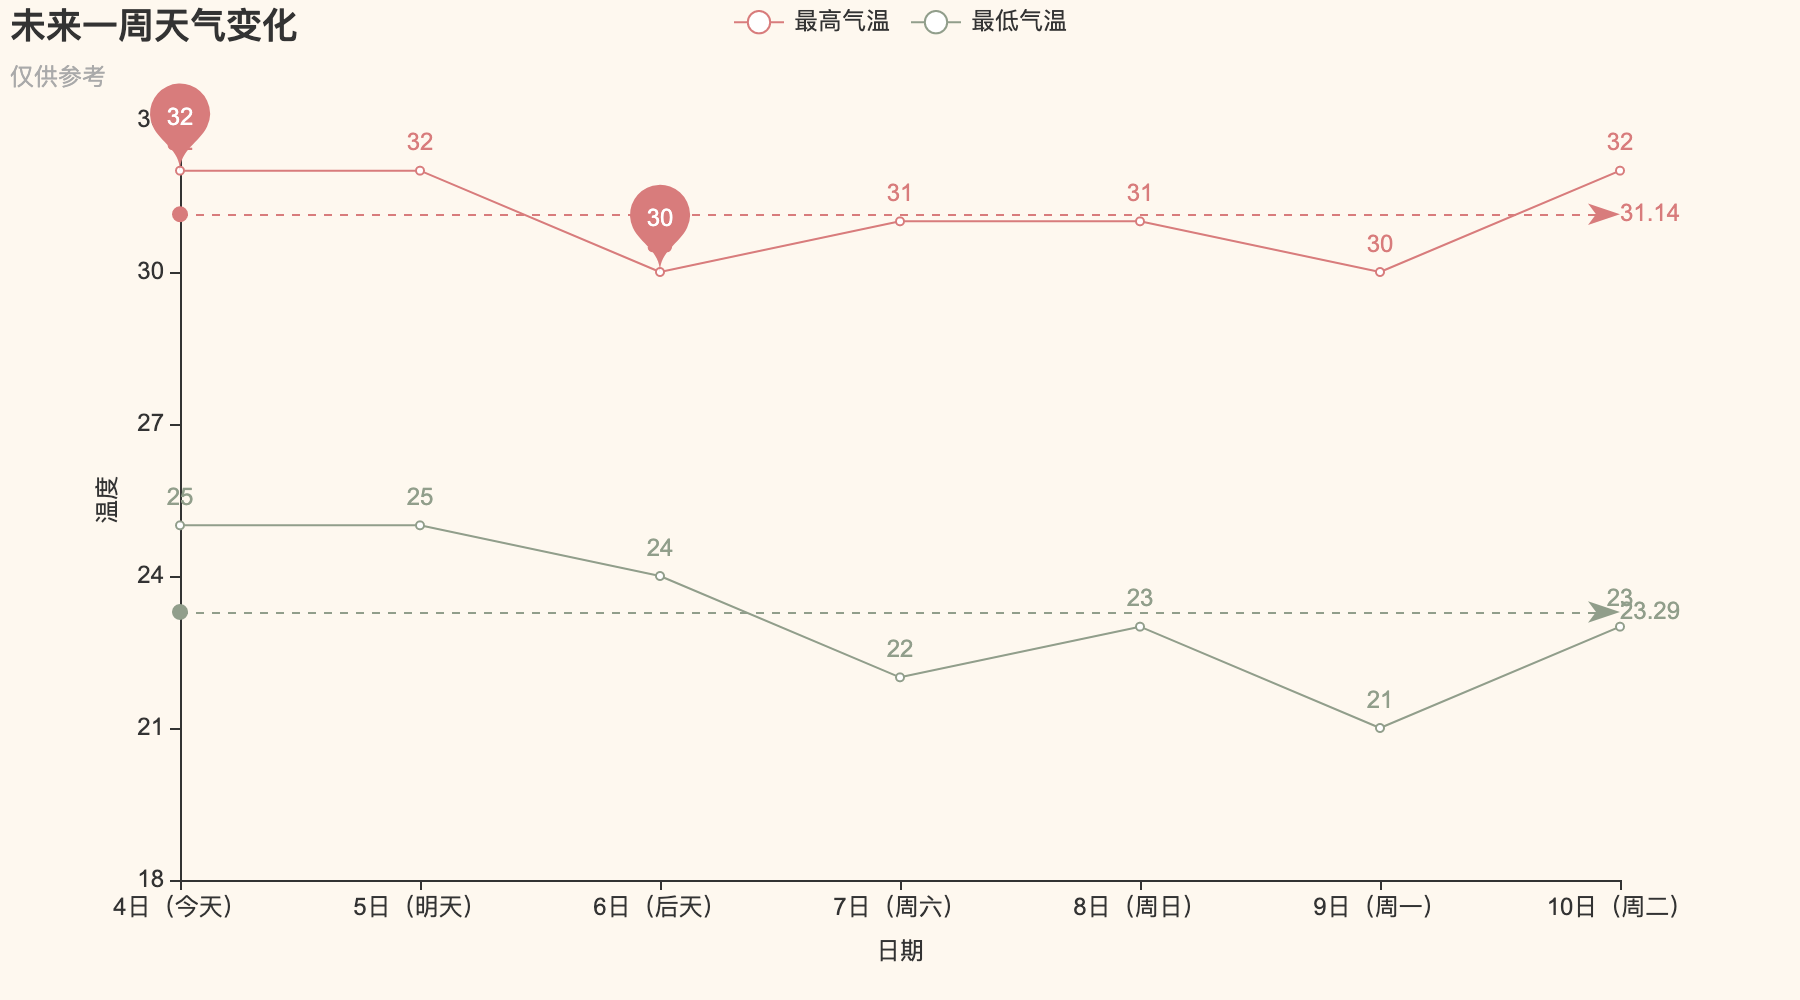 未来一周天气变化
仅供参考
最高气温 最低气温
32 32 30 31 31 30 32
31.14
25 25 24 22 23 21 23
23.29
30
27
24
21
18
温度
4日（今天） 5日（明天） 6日（后天） 7日（周六） 8日（周日） 9日（周一） 10日（周二）
日期